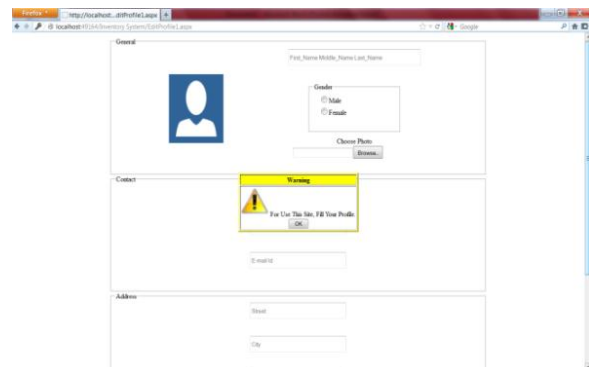 Firefox
http://localhost...ditProfile1.aspx
localhost:49164/Inventory System/EditProfile1.aspx
Google
General
First_Name Middle_Name Last_Name
Gender
Male
Female
Choose Photo
Browse..
Contact
Warning
For Use This Site, Fill Your Profile
OK
E-mail-Id
Address
Street
City